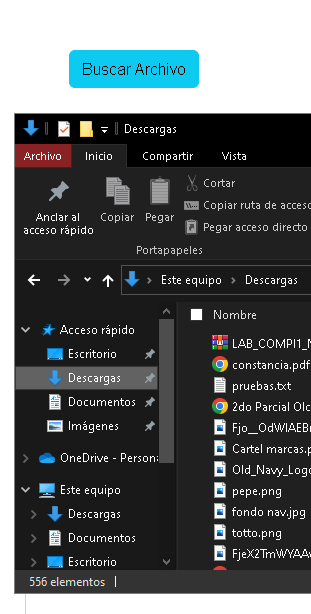 Buscar Archivo
Descargas
Archivo Inicio Compartir Vista
Cortar
Copiar ruta de acceso
Pegar acceso directo
Anclar al acceso rápido
Copiar
Pegar
Portapapeles
Este equipo > Descargas
Nombre
Acceso rápido
Escritorio
Descargas
Documentos
Imágenes
OneDrive - Persona
Este equipo
Descargas
Documentos
Escritorio
LAB_COMPI1_N
constancia.pdf
pruebas.txt
2do Parcial Olc
Cartel marcas.p
Old_Navy_Logo
pepe.png
fondo nav.jpg
totto.png
556 elementos